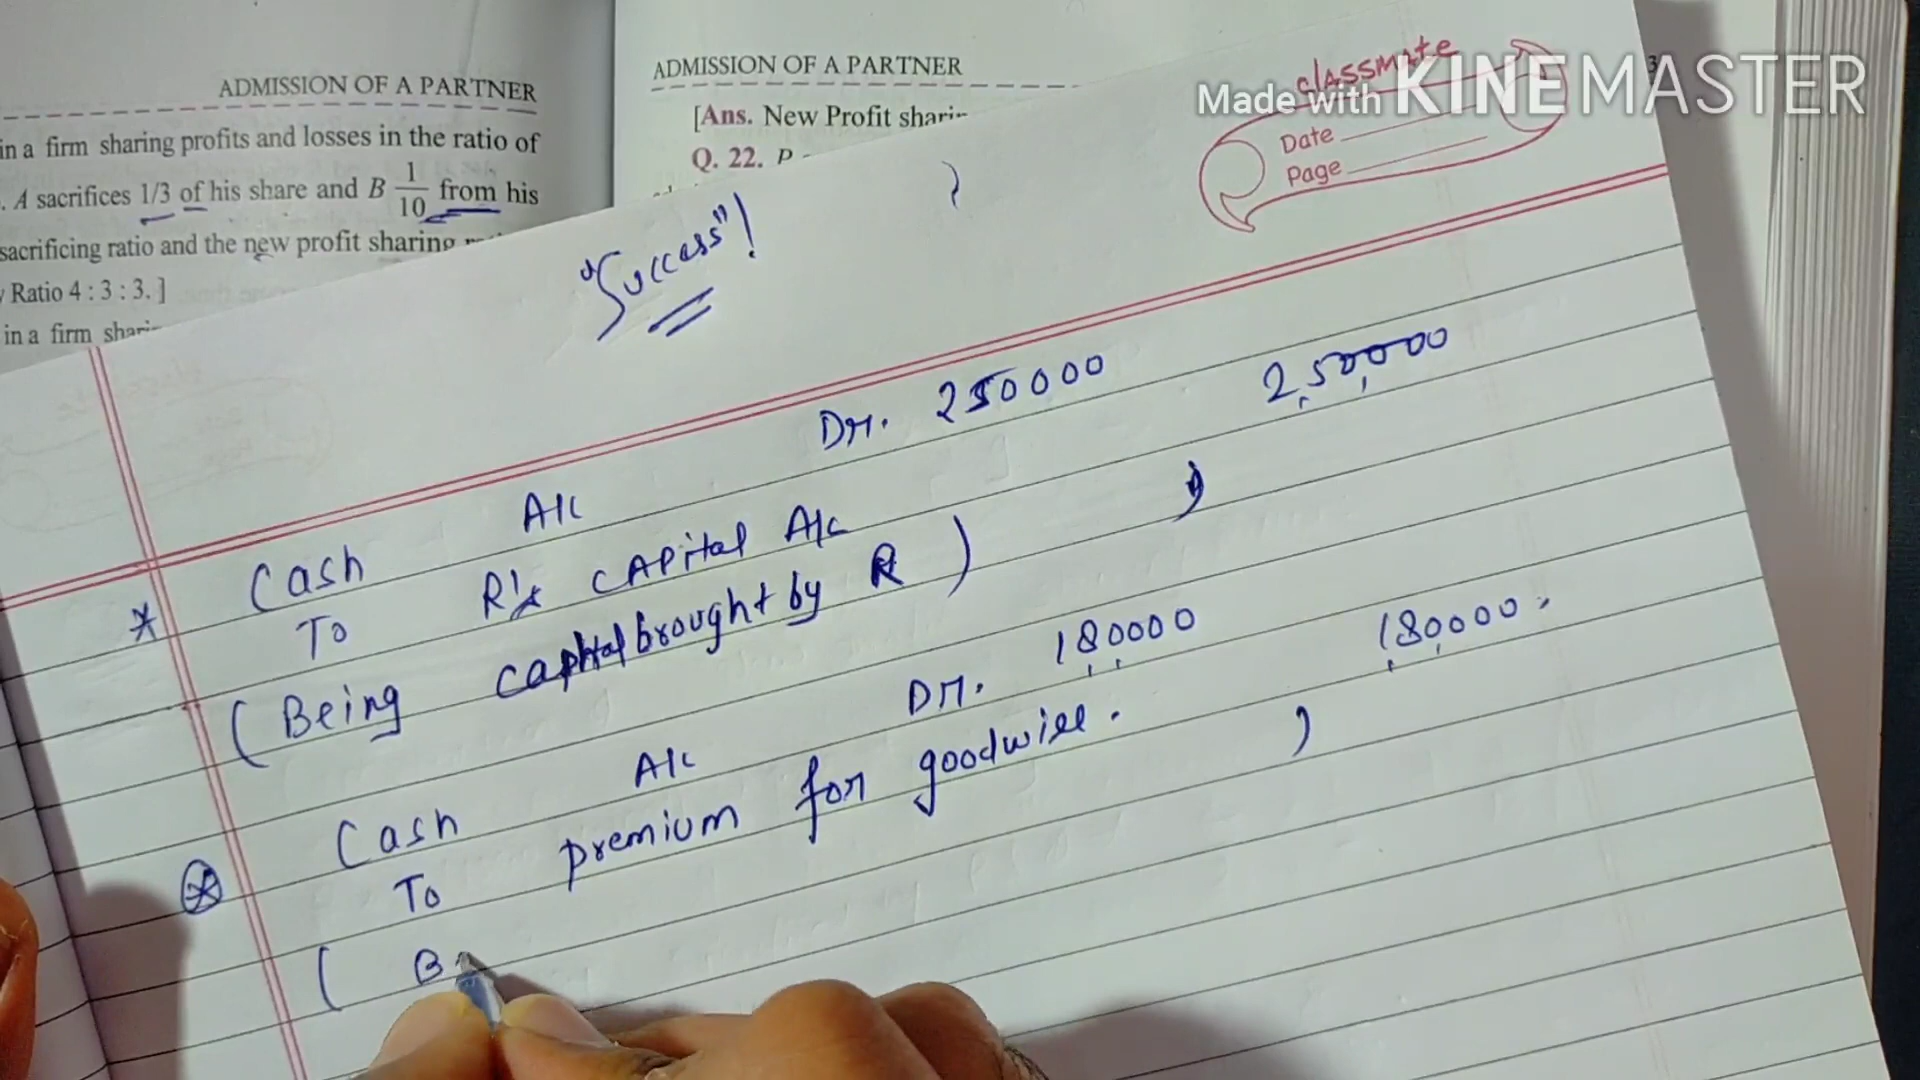 ADMISSION OF A PARTNER
in a firm sharing profits and losses in the ratio of
. A sacrifices 1/3 of his share and B 1/10 from his
sacrificing ratio and the new profit sharing
Ratio 4 : 3 : 3. ]
in a firm
ADMISSION OF A PARTNER
[Ans. New Profit
Q. 22. P
Made with KINEMASTER
classmate
Date
Page
"Success"!
Cash A/c Dr. 250000
To R's Capital A/c 250000
(Being capital brought by R)
Cash A/c Dr. 180000
To premium for goodwill. 180000
( B